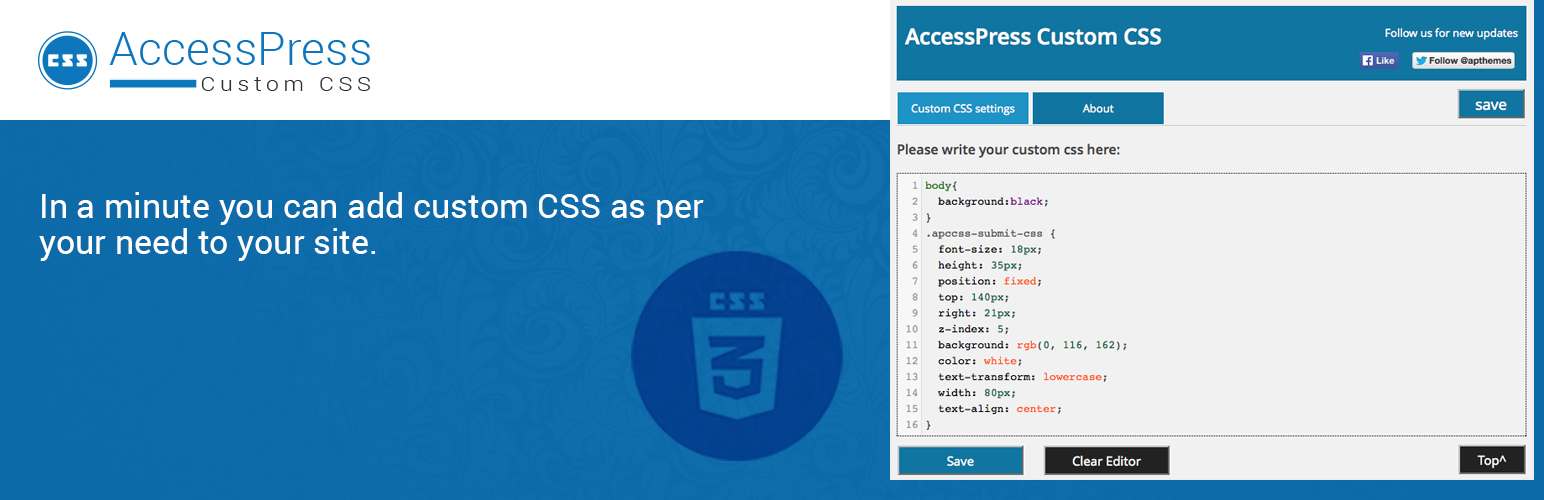 CSS
AccessPress
Custom CSS
In a minute you can add custom CSS as per
your need to your site.
CSS
3
AccessPress Custom CSS
Follow us for new updates
Like
Follow @apthemes
Custom CSS settings
About
save
Please write your custom css here:
1 body{
2 background:black;
3 }
4 .apccss-submit-css {
5 font-size: 18px;
6 height: 35px;
7 position: fixed;
8 top: 140px;
9 right: 21px;
10 z-index: 5;
11 background: rgb(0, 116, 162);
12 color: white;
13 text-transform: lowercase;
14 width: 80px;
15 text-align: center;
16 }
Save
Clear Editor
Top^